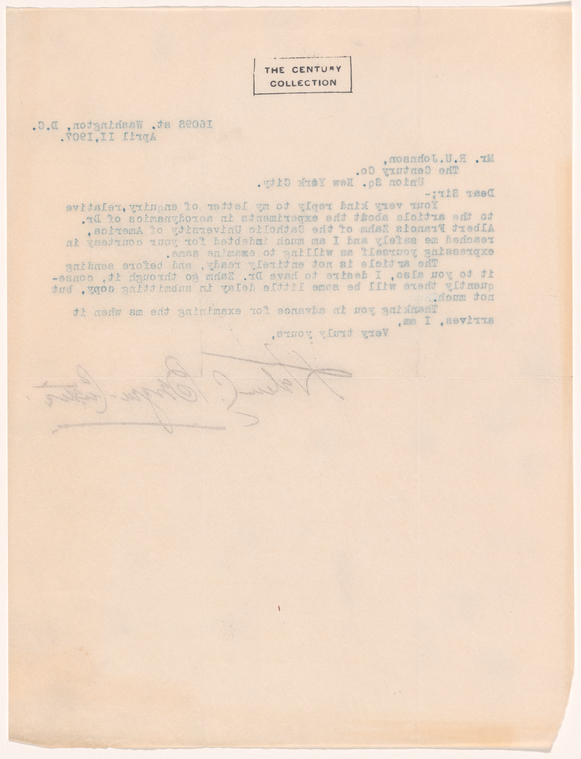 THE CENTURY
COLLECTION
1609S st. Washington, D.C.
April II,1907.
Mr. R.U.Johnson,
The Century Co.
Union Sq. New York City.
Dear Sir;-
Your very kind reply to my letter of enquiry,relative
to the article about the experiments in aerodynamics of Dr.
Albert Francis Zahm of the Catholic University of America,
reached me safely and I am much indebted for your courtesy in
expressing yourself as willing to examine same.
The article is not entirely ready, and before sending
it to you also, I desire to have Dr. Zahm go through it, conse-
quently there will be some little delay in submitting copy, but
not much.
Thanking you in advance for examining the ms when it
arrives, I am,
Very truly yours,